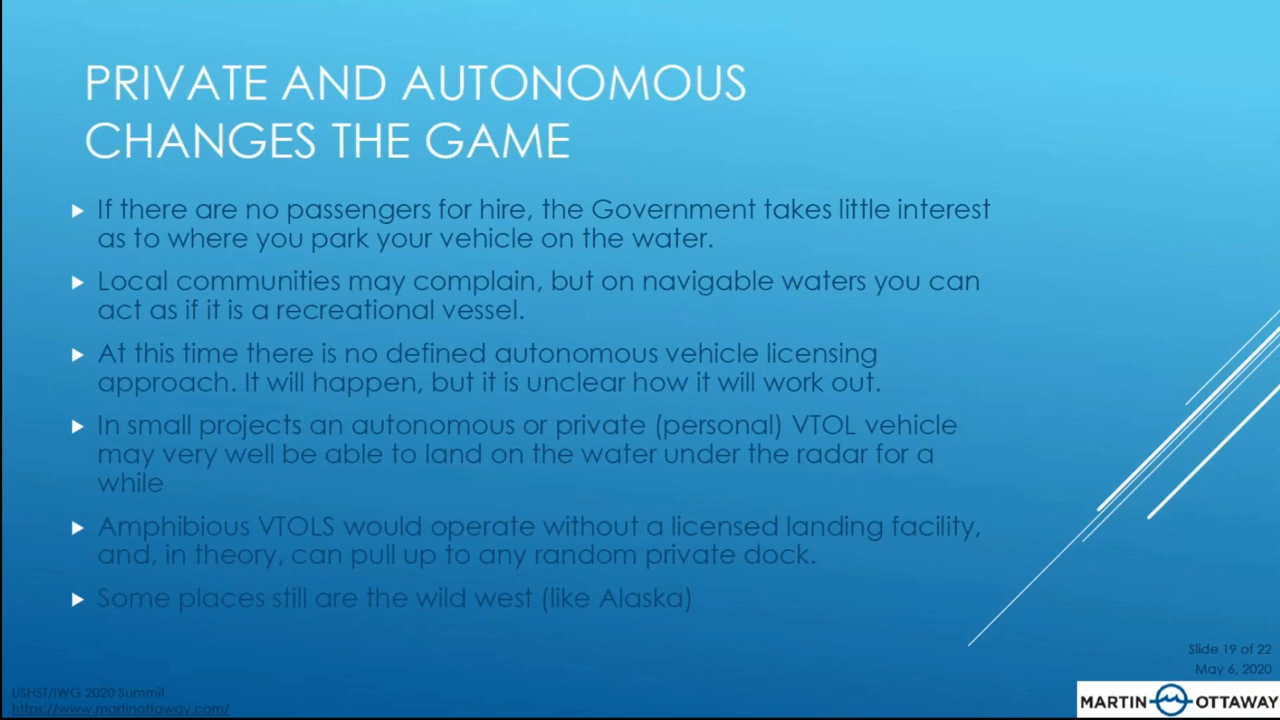 PRIVATE AND AUTONOMOUS
CHANGES THE GAME
If there are no passengers for hire, the Government takes little interest
as to where you park your vehicle on the water.
Local communities may complain, but on navigable waters you can
act as if it is a recreational vessel.
At this time there is no defined autonomous vehicle licensing
approach. It will happen, but it is unclear how it will work out.
In small projects an autonomous or private (personal) VTOL vehicle
may very well be able to land on the water under the radar for a
while
Amphibious VTOLS would operate without a licensed landing facility,
and, in theory, can pull up to any random private dock.
Some places still are the wild west (like Alaska)
Slide 19 of 22
May 6, 2020
USHST/IWG 2020 Summit
https://www.martinottaway.com/
MARTIN OTTAWAY